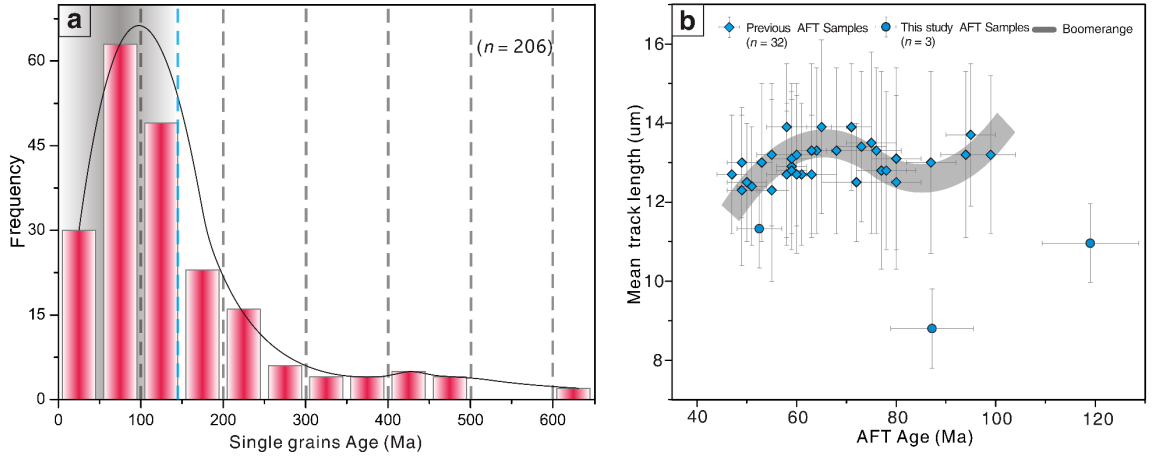 a
(n = 206)
60
45
30
15
0
Frequency
0 100 200 300 400 500 600
Single grains Age (Ma)
b
Previous AFT Samples
(n = 32)
This study AFT Samples
(n = 3)
Boomerange
16
14
12
10
8
Mean track length (um)
40 60 80 100 120
AFT Age (Ma)